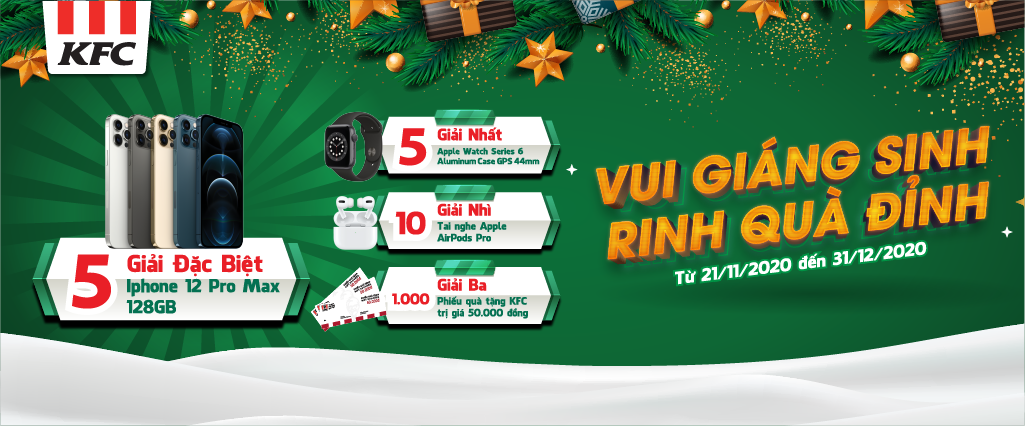 KFC
5
Giải Đặc Biệt
Iphone 12 Pro Max
128GB
5
Giải Nhất
Apple Watch Series 6
Aluminum Case GPS 44mm
10
Giải Nhì
Tai nghe Apple
AirPods Pro
1.000
Giải Ba
Phiếu quà tặng KFC
trị giá 50.000 đồng
VUI GIÁNG SINH
RINH QUÀ ĐỈNH
Từ 21/11/2020 đến 31/12/2020